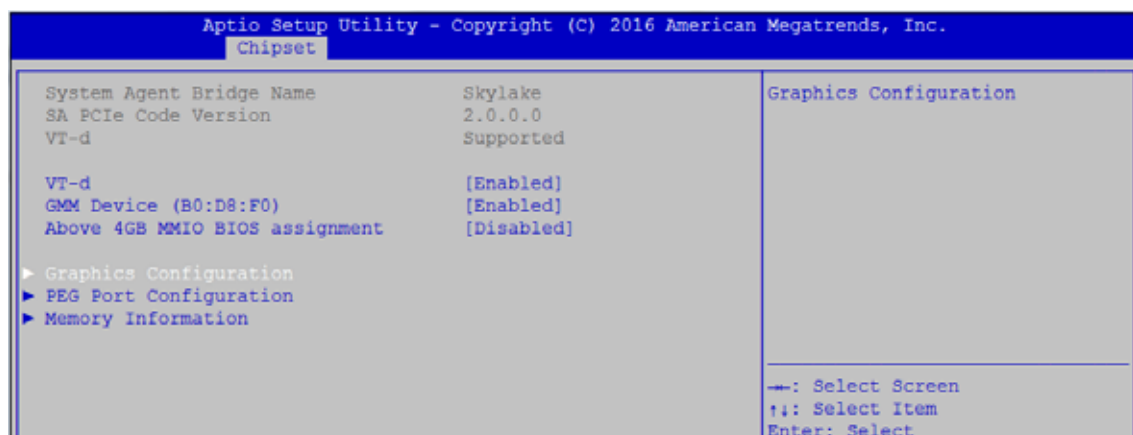 Aptio Setup Utility - Copyright (C) 2016 American Megatrends, Inc.
Chipset
System Agent Bridge Name Skylake
SA PCIe Code Version 2.0.0.0
VT-d Supported
VT-d [Enabled]
GMM Device (B0:D8:F0) [Enabled]
Above 4GB MMIO BIOS assignment [Disabled]
► Graphics Configuration
► PEG Port Configuration
► Memory Information
Graphics Configuration
→←: Select Screen
↑↓: Select Item
Enter: Select